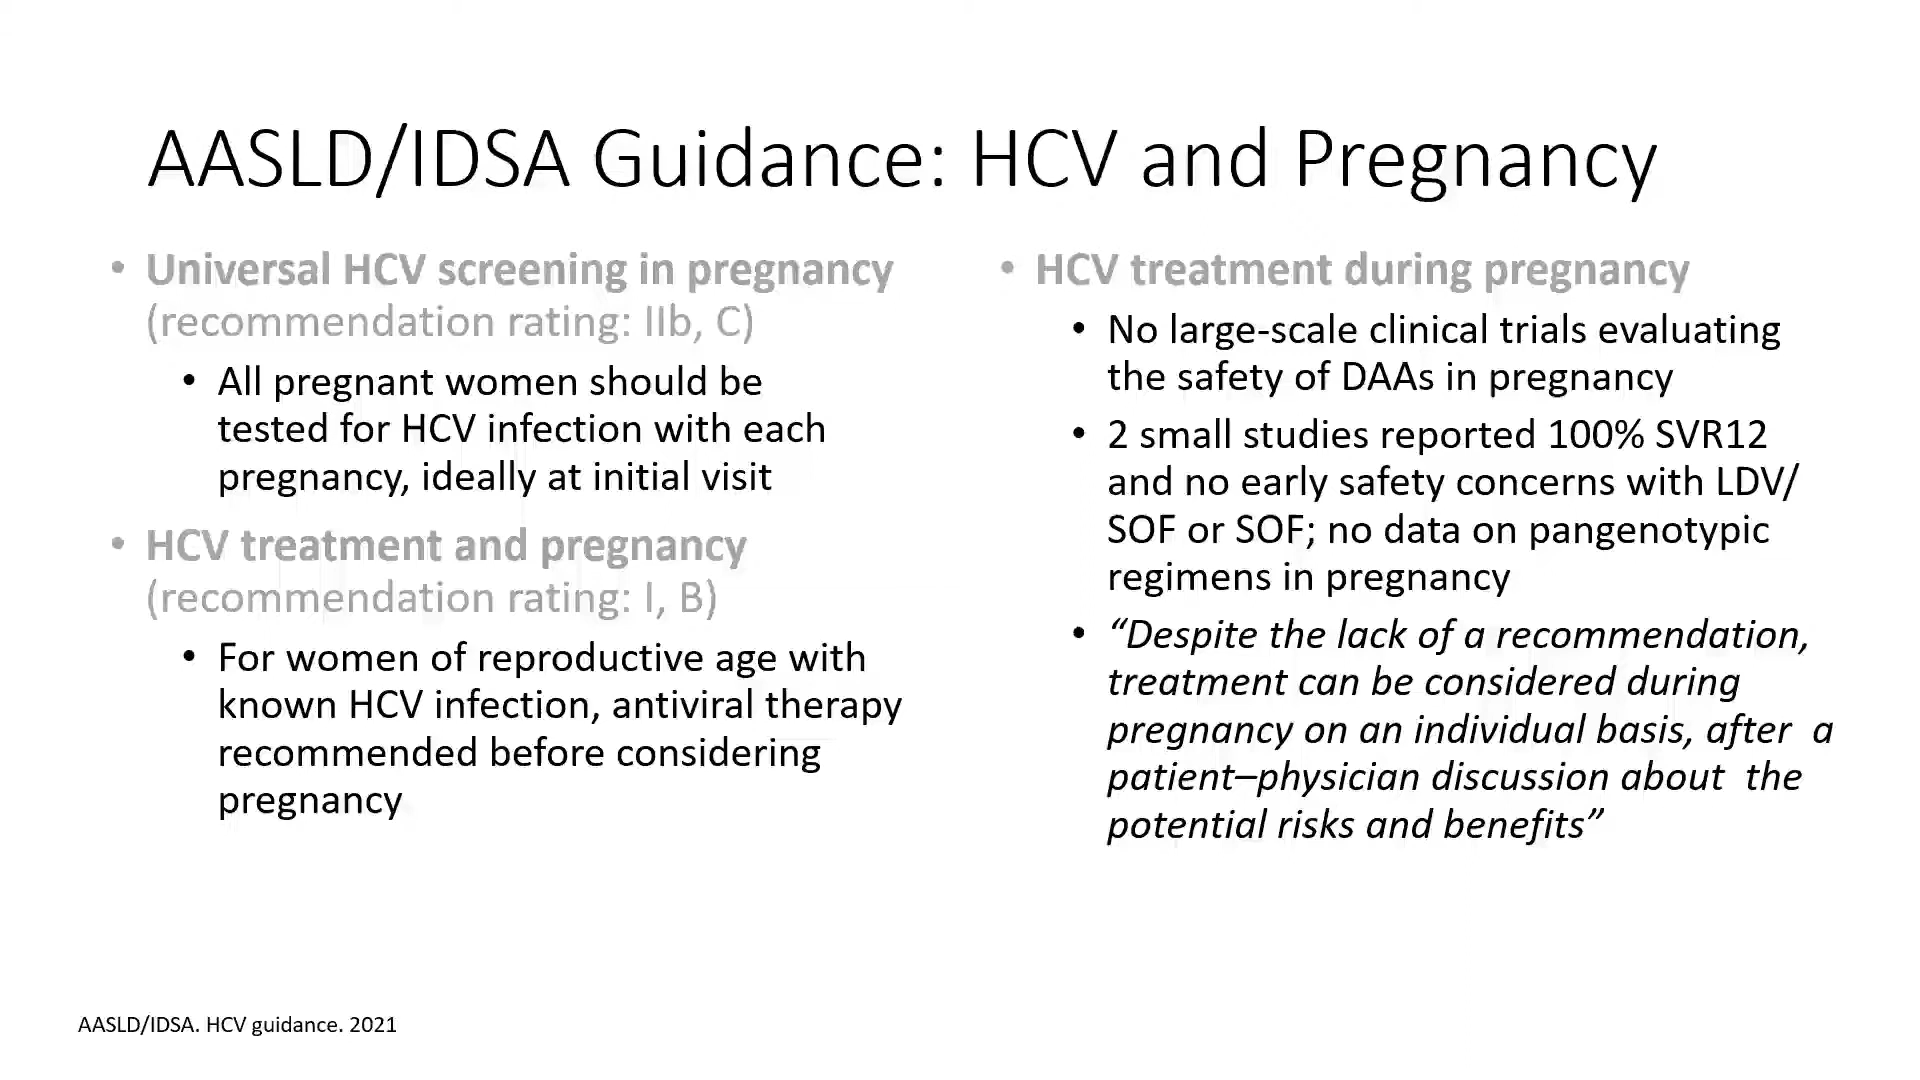 AASLD/IDSA Guidance: HCV and Pregnancy
• Universal HCV screening in pregnancy
(recommendation rating: IIb, C)
• All pregnant women should be
tested for HCV infection with each
pregnancy, ideally at initial visit
• HCV treatment and pregnancy
(recommendation rating: I, B)
• For women of reproductive age with
known HCV infection, antiviral therapy
recommended before considering
pregnancy
• HCV treatment during pregnancy
• No large-scale clinical trials evaluating
the safety of DAAs in pregnancy
• 2 small studies reported 100% SVR12
and no early safety concerns with LDV/
SOF or SOF; no data on pangenotypic
regimens in pregnancy
• “Despite the lack of a recommendation,
treatment can be considered during
pregnancy on an individual basis, after a
patient–physician discussion about the
potential risks and benefits”
AASLD/IDSA. HCV guidance. 2021